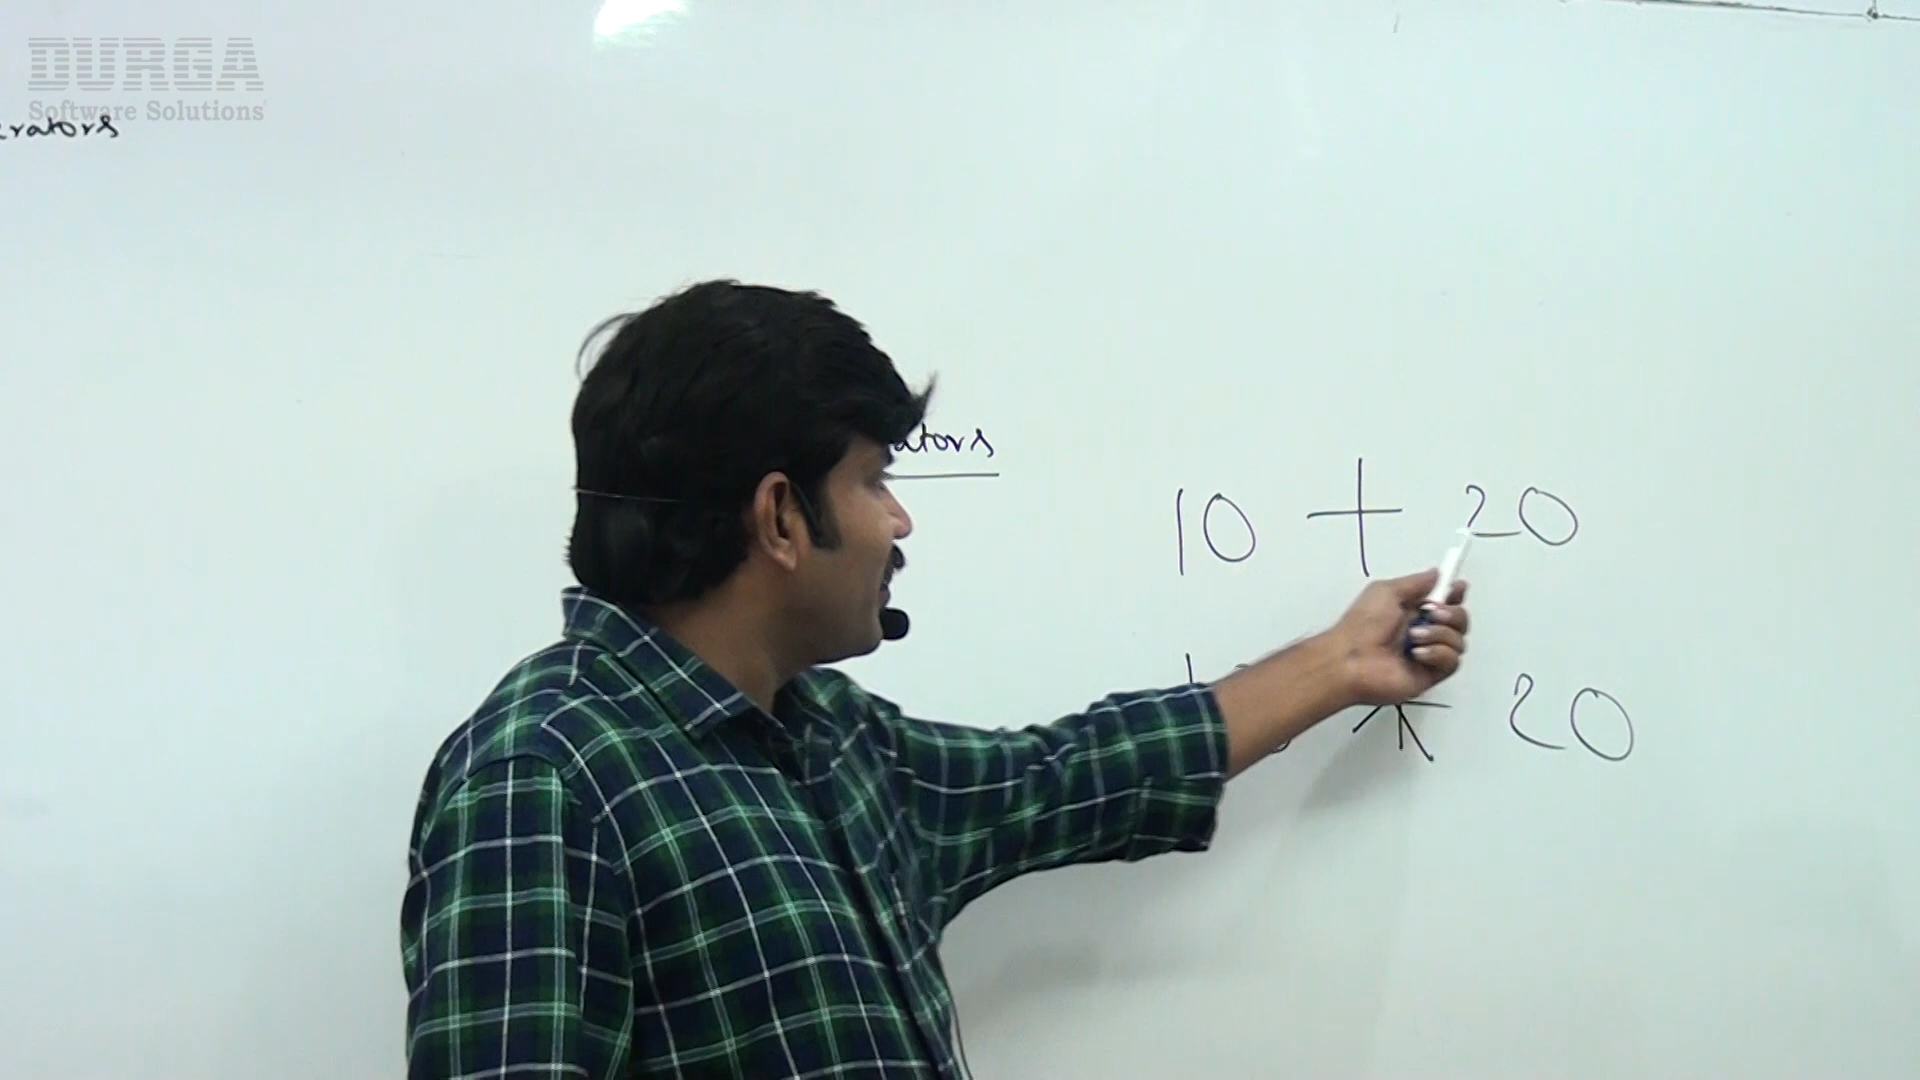 DURGA
Software Solutions
erators
ators
10 + 20
* 20